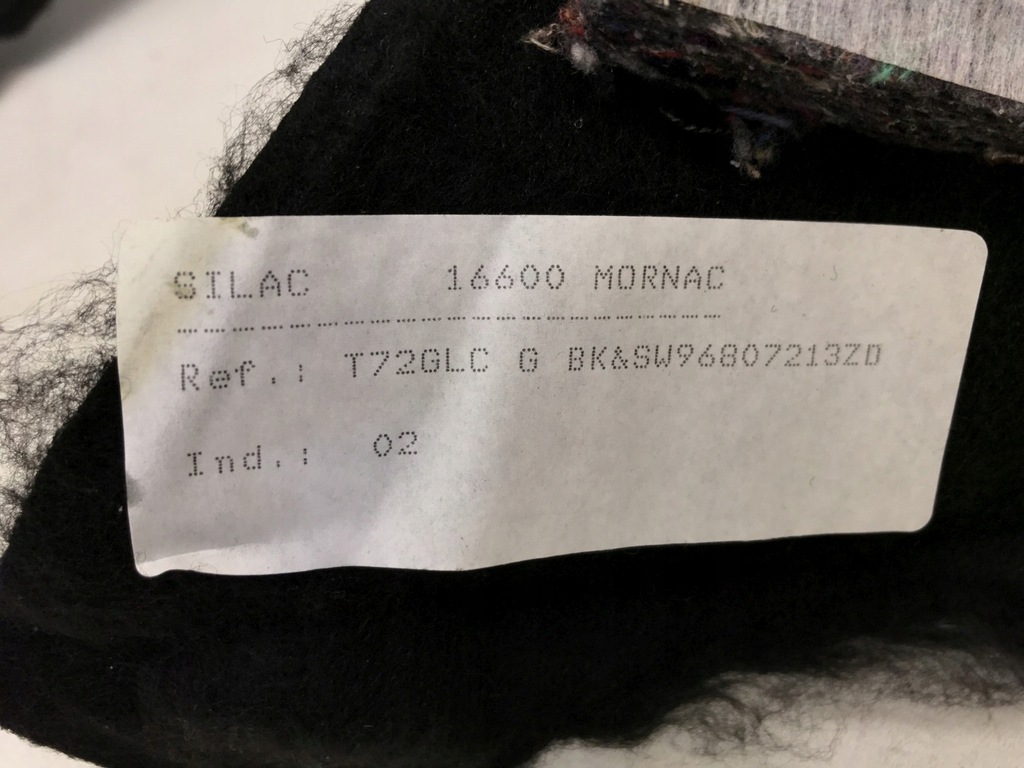 SILAC 16600 MORNAC
Ref.: T72GLC G BK&SW96807213ZD
Ind.: 02